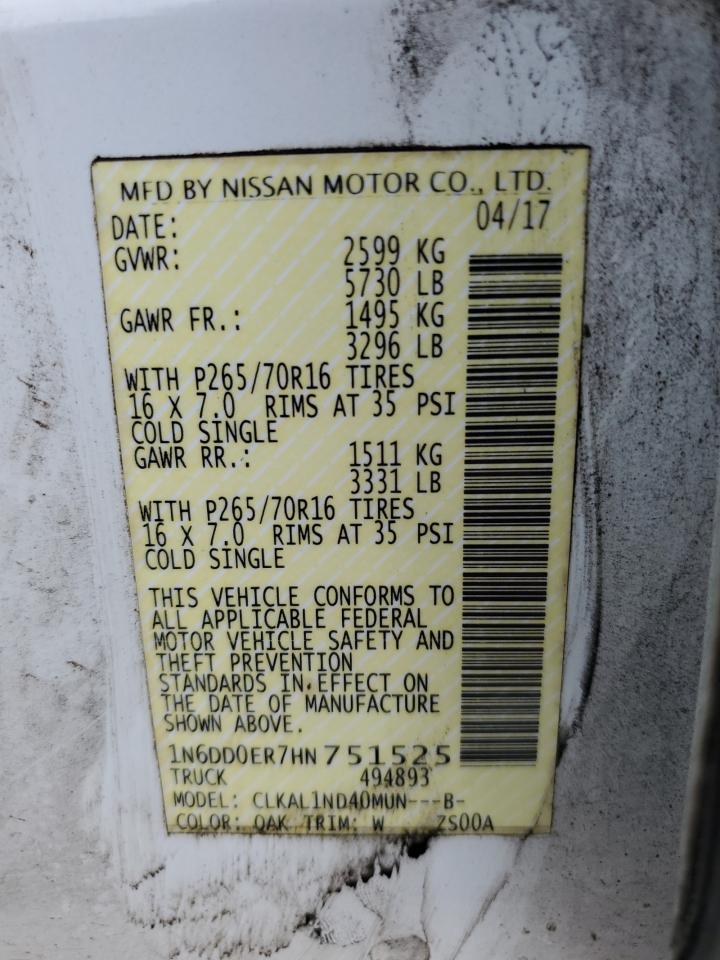 MFD BY NISSAN MOTOR CO., LTD.
DATE: 04/17
GVWR: 2599 KG
5730 LB
GAWR FR.: 1495 KG
3296 LB
WITH P265/70R16 TIRES
16 X 7.0 RIMS AT 35 PSI
COLD SINGLE
GAWR RR.: 1511 KG
3331 LB
WITH P265/70R16 TIRES
16 X 7.0 RIMS AT 35 PSI
COLD SINGLE
THIS VEHICLE CONFORMS TO
ALL APPLICABLE FEDERAL
MOTOR VEHICLE SAFETY AND
THEFT PREVENTION
STANDARDS IN EFFECT ON
THE DATE OF MANUFACTURE
SHOWN ABOVE.
1N6DD0ER7HN751525
TRUCK 494893
MODEL: CLKAL1ND40MUN---B-
COLOR: QAK TRIM: W ZS00A